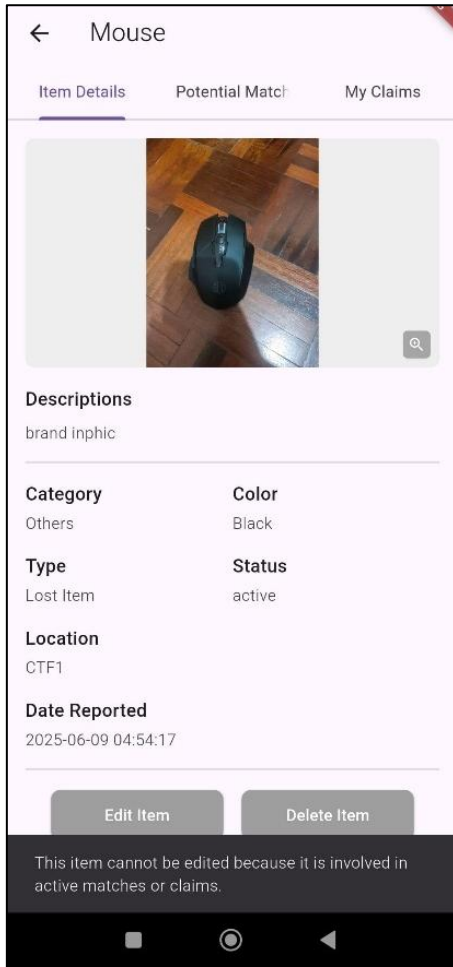 Mouse
Item Details Potential Match My Claims
Descriptions
brand inphic
Category Color
Others Black
Type Status
Lost Item active
Location
CTF1
Date Reported
2025-06-09 04:54:17
Edit Item Delete Item
This item cannot be edited because it is involved in
active matches or claims.